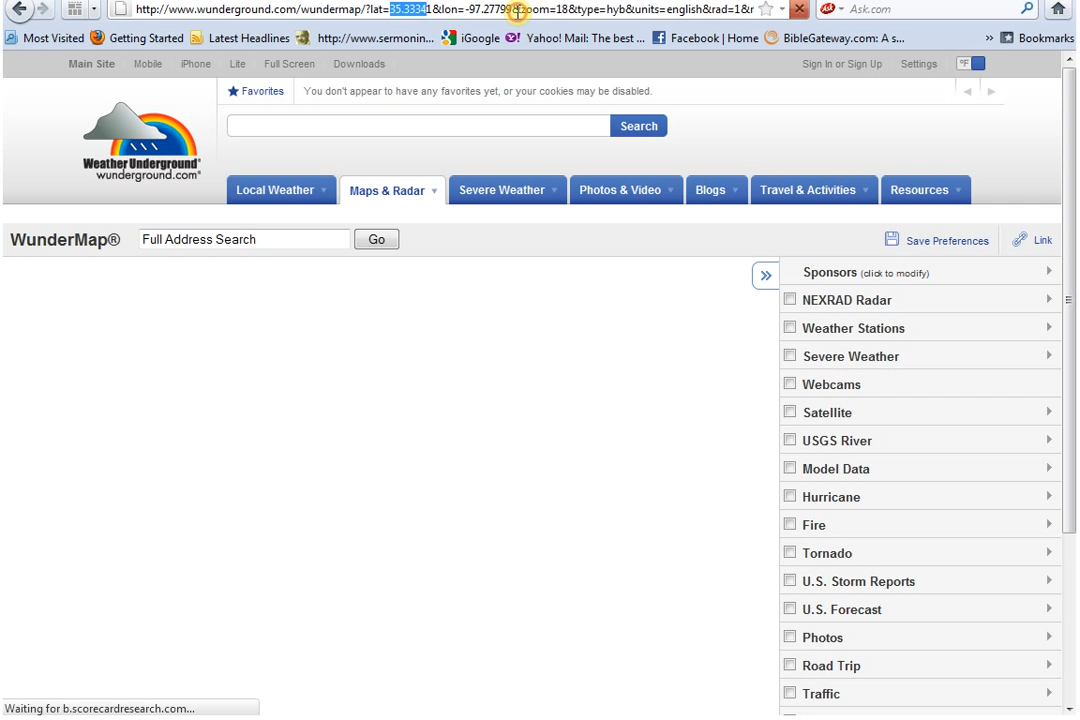 http://www.wunderground.com/wundermap/?lat=35.33341&lon=-97.27799&zoom=18&type=hyb&units=english&rad=1&r
Ask.com
Most Visited Getting Started Latest Headlines http://www.sermonin... iGoogle Yahoo! Mail: The best ... Facebook | Home BibleGateway.com: A s... » Bookmarks
Main Site Mobile iPhone Lite Full Screen Downloads Sign In or Sign Up Settings °F
Favorites You don't appear to have any favorites yet, or your cookies may be disabled.
Search
Weather Underground®
wunderground.com®
Local Weather Maps & Radar Severe Weather Photos & Video Blogs Travel & Activities Resources
WunderMap® Full Address Search Go Save Preferences Link
»
Sponsors (click to modify)
NEXRAD Radar
Weather Stations
Severe Weather
Webcams
Satellite
USGS River
Model Data
Hurricane
Fire
Tornado
U.S. Storm Reports
U.S. Forecast
Photos
Road Trip
Traffic
Waiting for b.scorecardresearch.com...